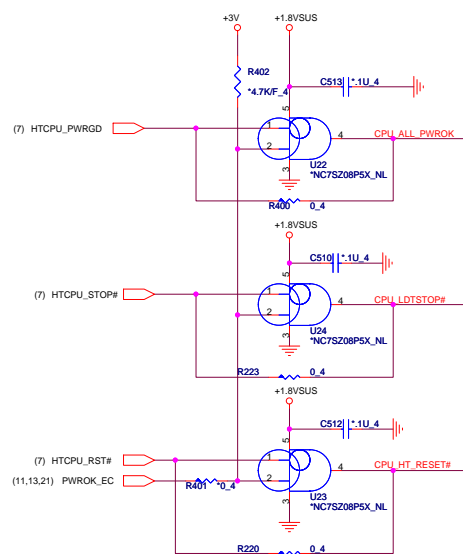 +3V
+1.8VSUS
R402
*4.7K/F_4
C513
*.1U_4
5
(7) HTCPU_PWRGD
1
2
4
CPU_ALL_PWROK
3
U22
*NC7SZ08P5X_NL
R400
0_4
+1.8VSUS
C510
*.1U_4
5
(7) HTCPU_STOP#
1
2
4
CPU_LDTSTOP#
3
U24
*NC7SZ08P5X_NL
R223
0_4
+1.8VSUS
C512
*.1U_4
5
(7) HTCPU_RST#
1
4
CPU_HT_RESET#
(11,13,21) PWROK_EC
2
R401
*0_4
3
U23
*NC7SZ08P5X_NL
R220
0_4